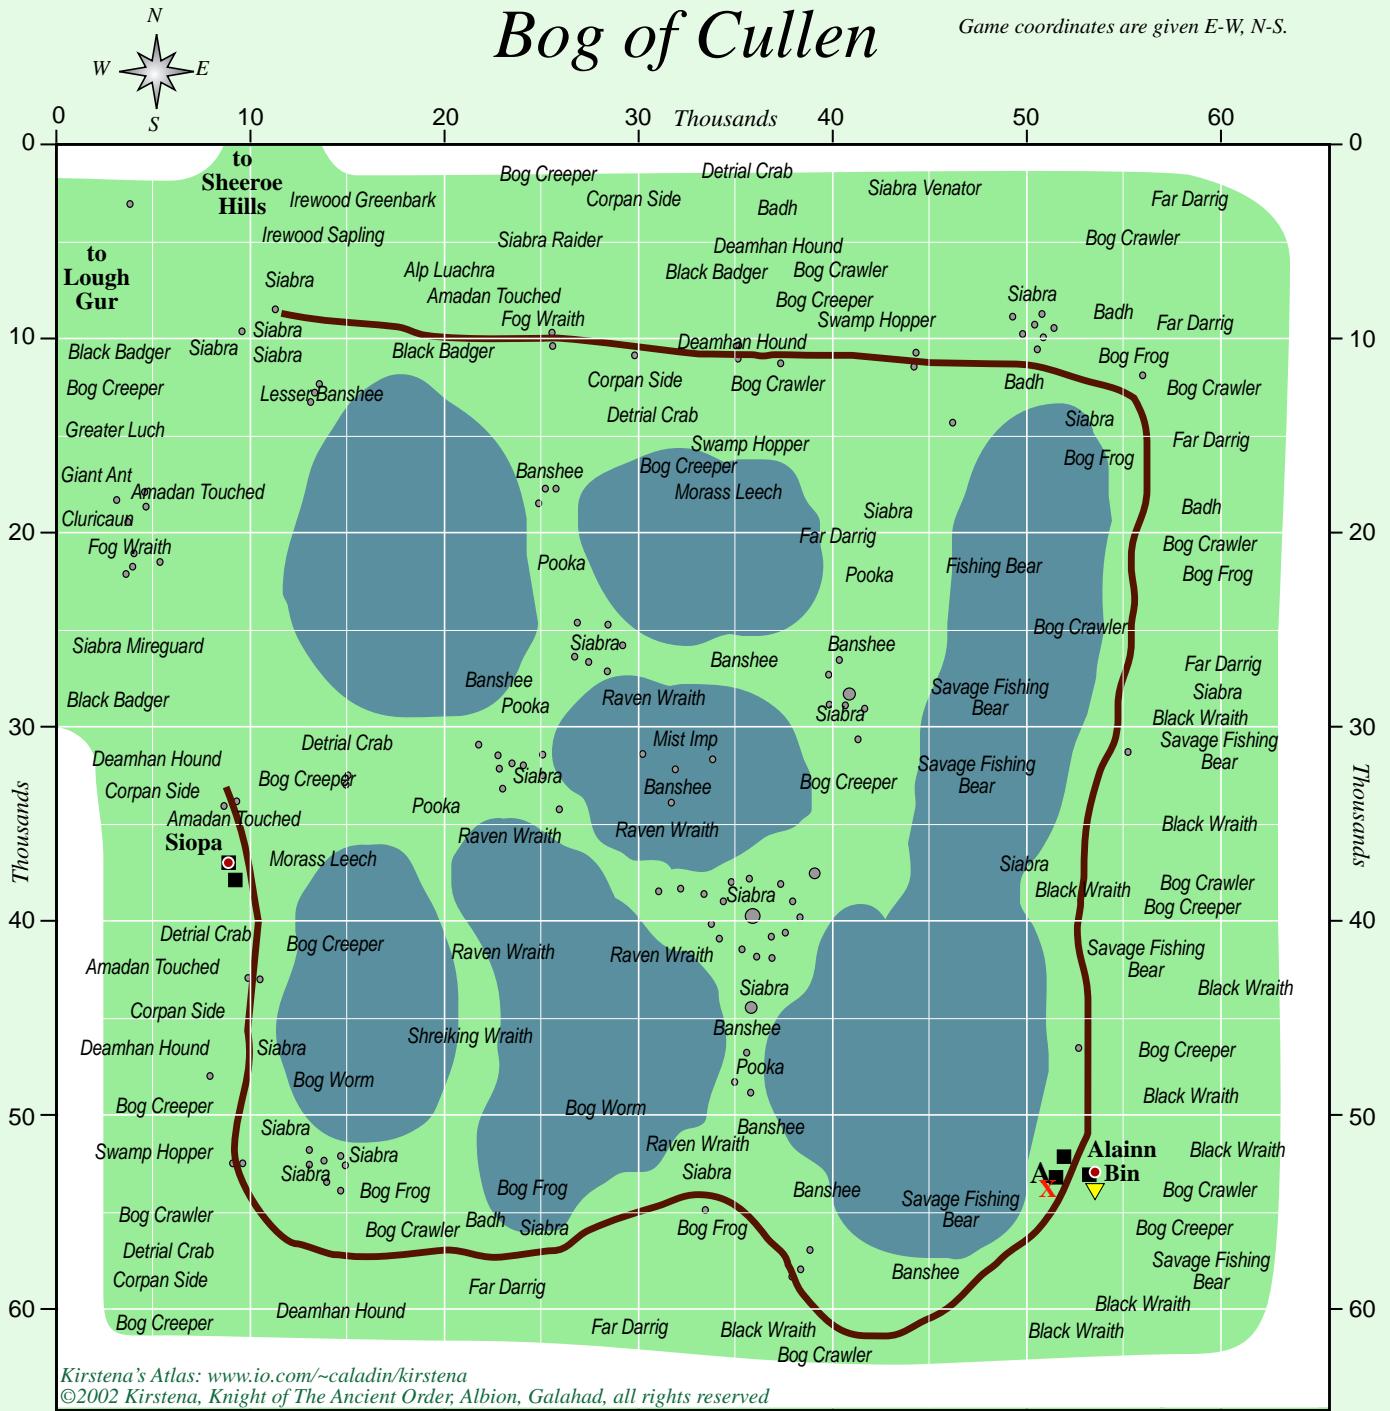 Bog of Cullen
Game coordinates are given E-W, N-S.
N
W E
S
0 10 20 30 Thousands 40 50 60
0 0
to
Sheeroe
Hills
Bog Creeper
Detrial Crab
Siabra Venator
Irewood Greenbark
Corpan Side
Badh
Far Darrig
Irewood Sapling
Siabra Raider
Deamhan Hound
Bog Crawler
to
Lough
Gur
Siabra
Alp Luachra
Black Badger
Bog Crawler
Amadan Touched
Bog Creeper
Siabra
Fog Wraith
Swamp Hopper
Badh
Far Darrig
Siabra
10 10
Black Badger
Siabra
Siabra
Black Badger
Deamhan Hound
Bog Frog
Bog Creeper
Lesser Banshee
Corpan Side
Bog Crawler
Badh
Bog Crawler
Greater Luch
Detrial Crab
Siabra
Swamp Hopper
Far Darrig
Giant Ant
Banshee
Bog Creeper
Bog Frog
Amadan Touched
Morass Leech
Cluricaun
Siabra
Badh
20 20
Fog Wraith
Far Darrig
Bog Crawler
Pooka
Pooka
Fishing Bear
Bog Frog
Siabra Mireguard
Siabra
Banshee
Bog Crawler
Banshee
Far Darrig
Black Badger
Banshee
Raven Wraith
Savage Fishing
Bear
Siabra
Pooka
Siabra
Black Wraith
30 30
Deamhan Hound
Detrial Crab
Mist Imp
Savage Fishing
Bear
Corpan Side
Bog Creeper
Siabra
Banshee
Bog Creeper
Savage Fishing
Bear
Thousands
Thousands
Amadan Touched
Pooka
Raven Wraith
Raven Wraith
Black Wraith
Siopa
Morass Leech
Siabra
Siabra
Black Wraith
Bog Crawler
Bog Creeper
40 40
Detrial Crab
Bog Creeper
Raven Wraith
Raven Wraith
Savage Fishing
Bear
Amadan Touched
Siabra
Black Wraith
Corpan Side
Banshee
Deamhan Hound
Siabra
Shreiking Wraith
Bog Creeper
Bog Worm
Pooka
Black Wraith
Bog Creeper
Bog Worm
50 50
Siabra
Banshee
Swamp Hopper
Siabra
Raven Wraith
Alainn
Bin
Black Wraith
Siabra
Siabra
A
X
Bog Frog
Bog Frog
Banshee
Savage Fishing
Bear
Bog Crawler
Bog Crawler
Bog Crawler
Badh
Siabra
Bog Frog
Bog Creeper
Detrial Crab
Savage Fishing
Bear
Corpan Side
Far Darrig
Banshee
60 60
Bog Creeper
Deamhan Hound
Far Darrig
Black Wraith
Black Wraith
Black Wraith
Bog Crawler
Kirstena's Atlas: www.io.com/~caladin/kirstena
©2002 Kirstena, Knight of The Ancient Order, Albion, Galahad, all rights reserved